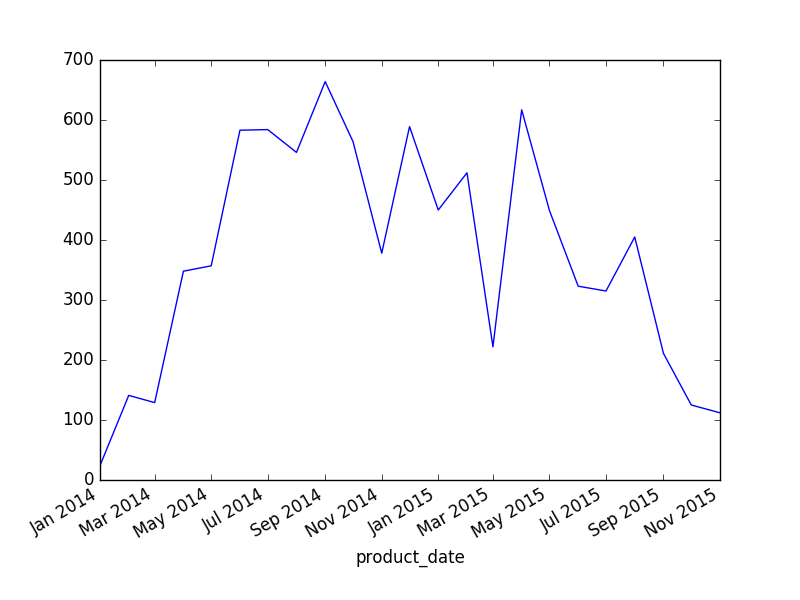 700
600
500
400
300
200
100
0
Jan 2014
Mar 2014
May 2014
Jul 2014
Sep 2014
Nov 2014
Jan 2015
Mar 2015
May 2015
Jul 2015
Sep 2015
Nov 2015
product_date